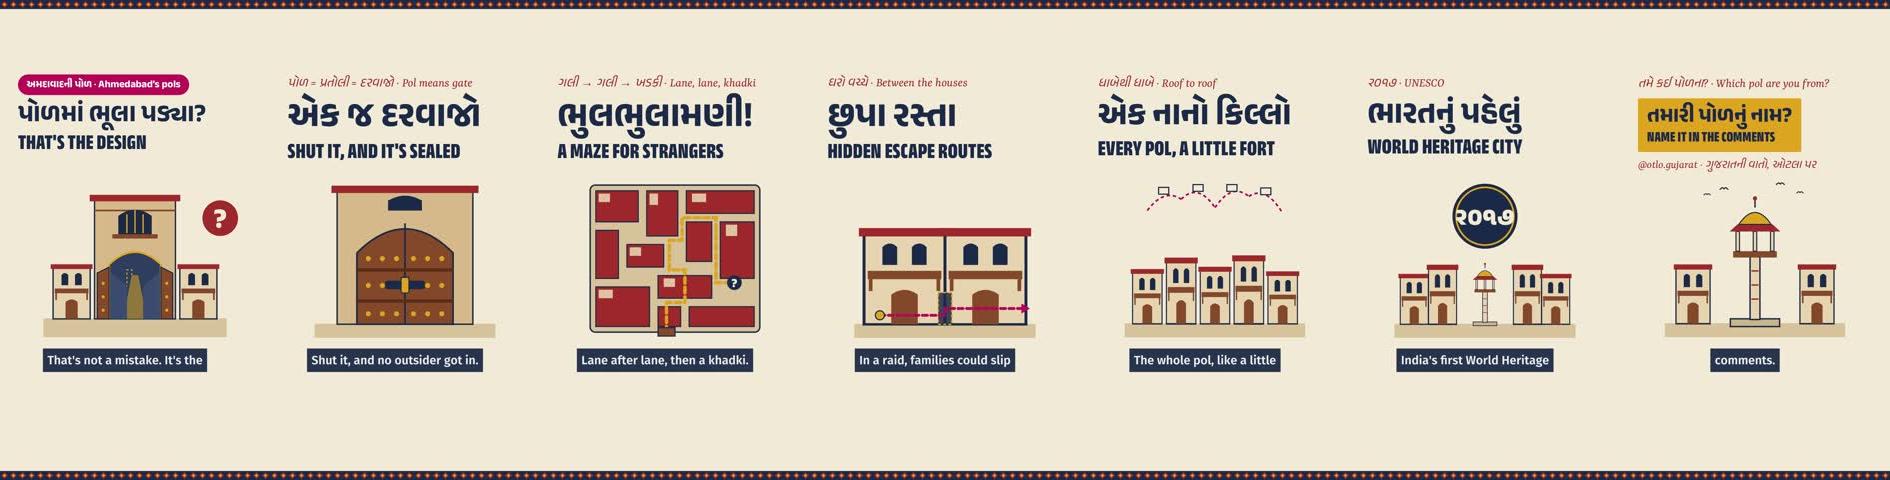 અમદાવાદની પોળ · Ahmedabad's pols
પોળમાં ભૂલા પડ્યા?
THAT'S THE DESIGN
?
That's not a mistake. It's the
પોળ = પ્રતોલી = દરવાજો · Pol means gate
એક જ દરવાજો
SHUT IT, AND IT'S SEALED
Shut it, and no outsider got in.
ગલી → ગલી → ખડકી · Lane, lane, khadki
ભુલભુલામણી!
A MAZE FOR STRANGERS
?
Lane after lane, then a khadki.
ઘરો વચ્ચે · Between the houses
છુપા રસ્તા
HIDDEN ESCAPE ROUTES
In a raid, families could slip
ધાબેથી ધાબે · Roof to roof
એક નાનો કિલ્લો
EVERY POL, A LITTLE FORT
The whole pol, like a little
૨૦૧૭ · UNESCO
ભારતનું પહેલું
WORLD HERITAGE CITY
૨૦૧૭
India's first World Heritage
તમે કઈ પોળના? · Which pol are you from?
તમારી પોળનું નામ?
NAME IT IN THE COMMENTS
@otlo.gujarat · ગુજરાતની વાતો, ઓટલા પર
comments.